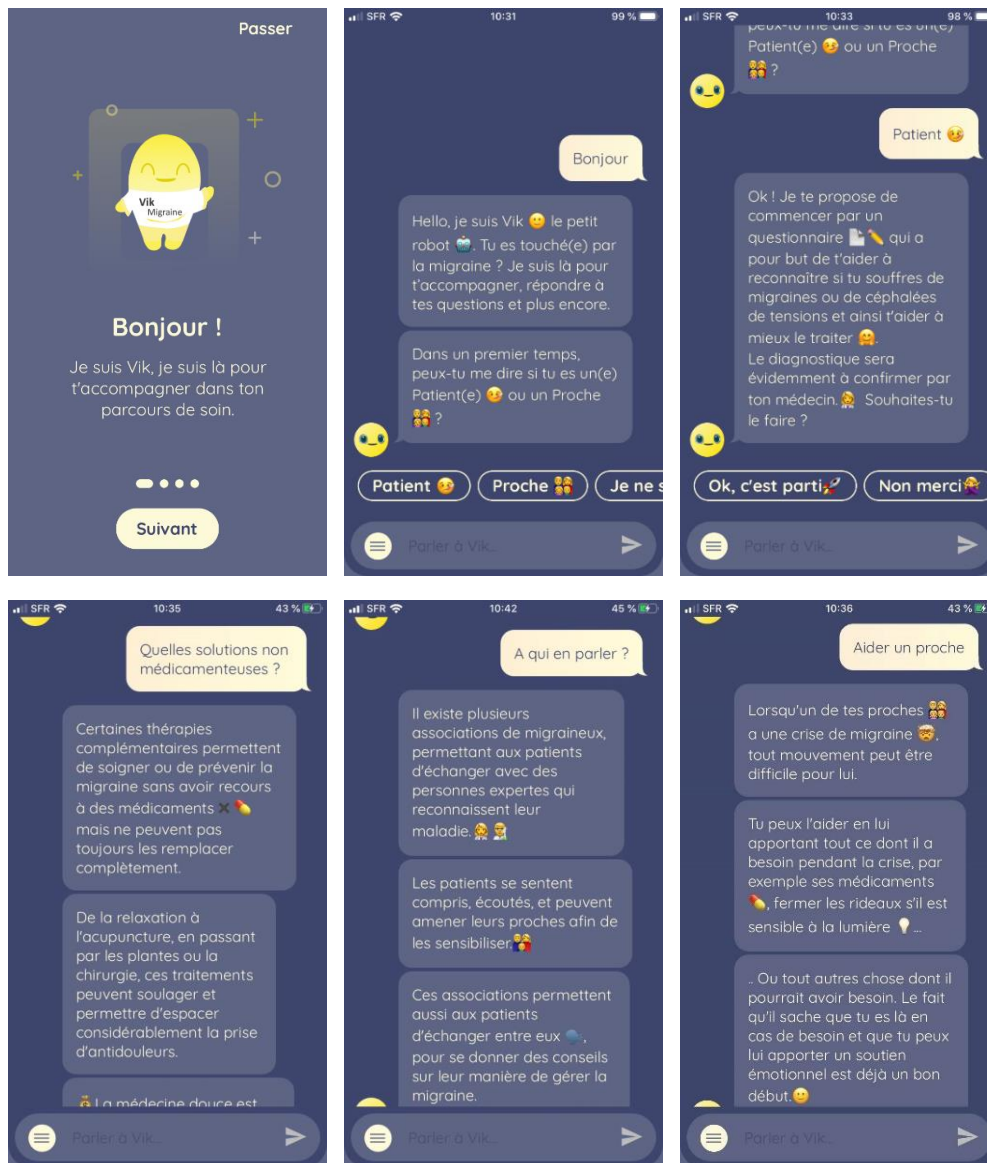 Passer
Vik
Migraine
Bonjour !
Je suis Vik, je suis là pour
t'accompagner dans ton
parcours de soin.
Suivant
SFR 10:31 99 %
Bonjour
Hello, je suis Vik 🙂 le petit
robot 🤖. Tu es touché(e) par
la migraine ? Je suis là pour
t'accompagner, répondre à
tes questions et plus encore.
Dans un premier temps,
peux-tu me dire si tu es un(e)
Patient(e) 🤒 ou un Proche
👨‍👩‍👧‍👦 ?
Patient 🤒
Proche 👨‍👩‍👧‍👦
Je ne s
Parler à Vik...
SFR 10:33 98 %
peux-tu me dire si tu es un(e)
Patient(e) 🤒 ou un Proche
👨‍👩‍👧‍👦 ?
Patient 🤒
Ok ! Je te propose de
commencer par un
questionnaire 📄✏️ qui a
pour but de t'aider à
reconnaître si tu souffres de
migraines ou de céphalées
de tensions et ainsi t'aider à
mieux le traiter 🤗.
Le diagnostique sera
évidemment à confirmer par
ton médecin.👩‍⚕️ Souhaites-tu
le faire ?
Ok, c'est parti🚀
Non merci🙅‍♀️
Parler à Vik...
SFR 10:35 43 %
Quelles solutions non
médicamenteuses ?
Certaines thérapies
complémentaires permettent
de soigner ou de prévenir la
migraine sans avoir recours
à des médicaments ✖️ 💊
mais ne peuvent pas
toujours les remplacer
complètement.
De la relaxation à
l'acupuncture, en passant
par les plantes ou la
chirurgie, ces traitements
peuvent soulager et
permettre d'espacer
considérablement la prise
d'antidouleurs.
💰 La médecine douce est
Parler à Vik...
SFR 10:42 45 %
A qui en parler ?
Il existe plusieurs
associations de migraineux,
permettant aux patients
d'échanger avec des
personnes expertes qui
reconnaissent leur
maladie.👩‍⚕️ 👨‍⚕️
Les patients se sentent
compris, écoutés, et peuvent
amener leurs proches afin de
les sensibiliser.👨‍👩‍👧
Ces associations permettent
aussi aux patients
d'échanger entre eux 🗣️,
pour se donner des conseils
sur leur manière de gérer la
migraine.
Parler à Vik...
SFR 10:36 43 %
Aider un proche
Lorsqu'un de tes proches 👨‍👩‍👧‍👦
a une crise de migraine 🤯,
tout mouvement peut être
difficile pour lui.
Tu peux l'aider en lui
apportant tout ce dont il a
besoin pendant la crise, par
exemple ses médicaments
💊, fermer les rideaux s'il est
sensible à la lumière 💡...
.. Ou tout autres chose dont il
pourrait avoir besoin. Le fait
qu'il sache que tu es là en
cas de besoin et que tu peux
lui apporter un soutien
émotionnel est déjà un bon
début.🙂
Parler à Vik...